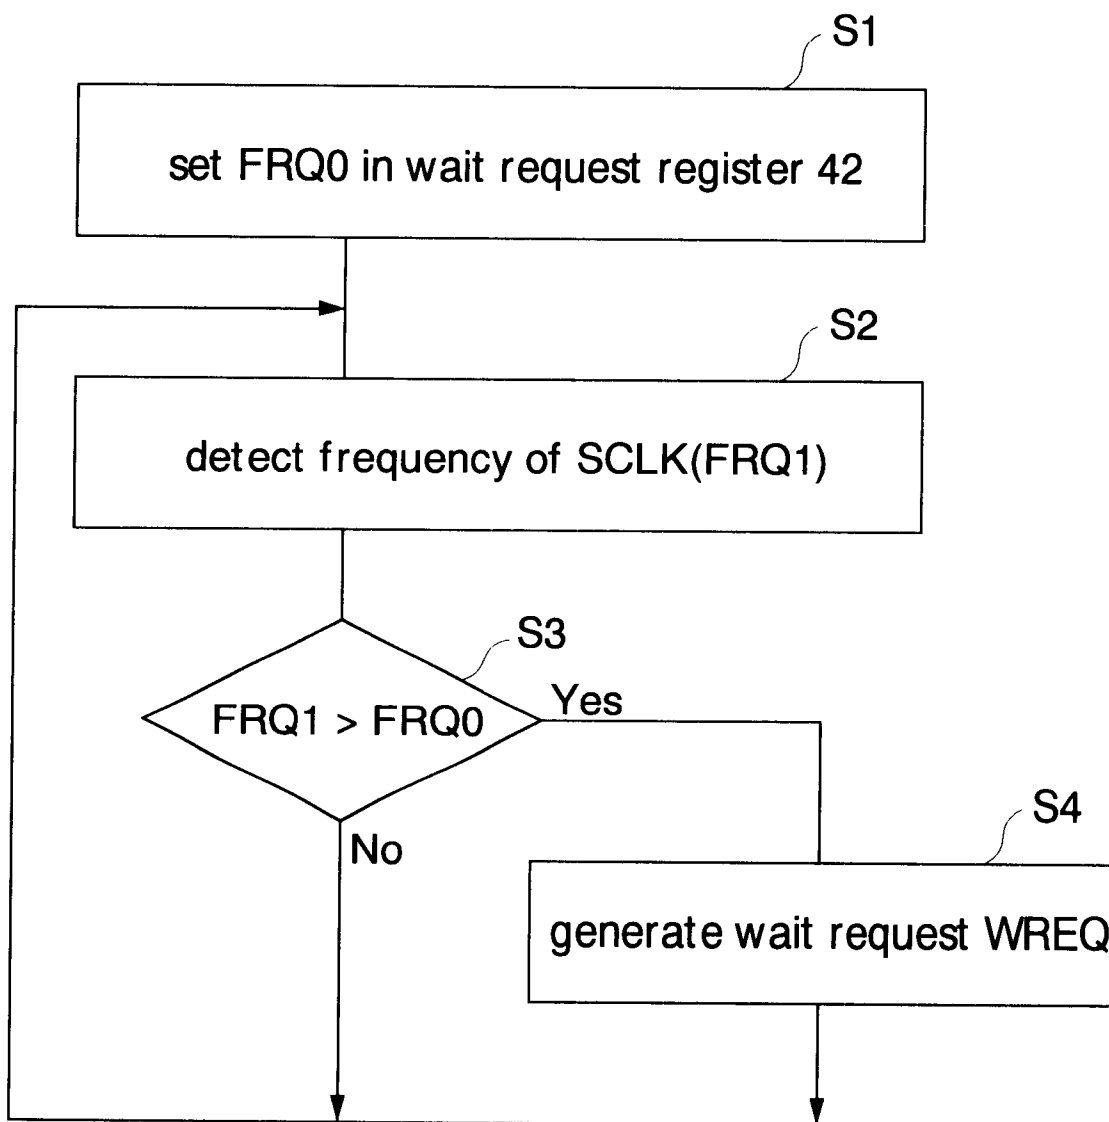 S1
set FRQ0 in wait request register 42
S2
detect frequency of SCLK(FRQ1)
S3
FRQ1 > FRQ0
Yes
No
S4
generate wait request WREQ